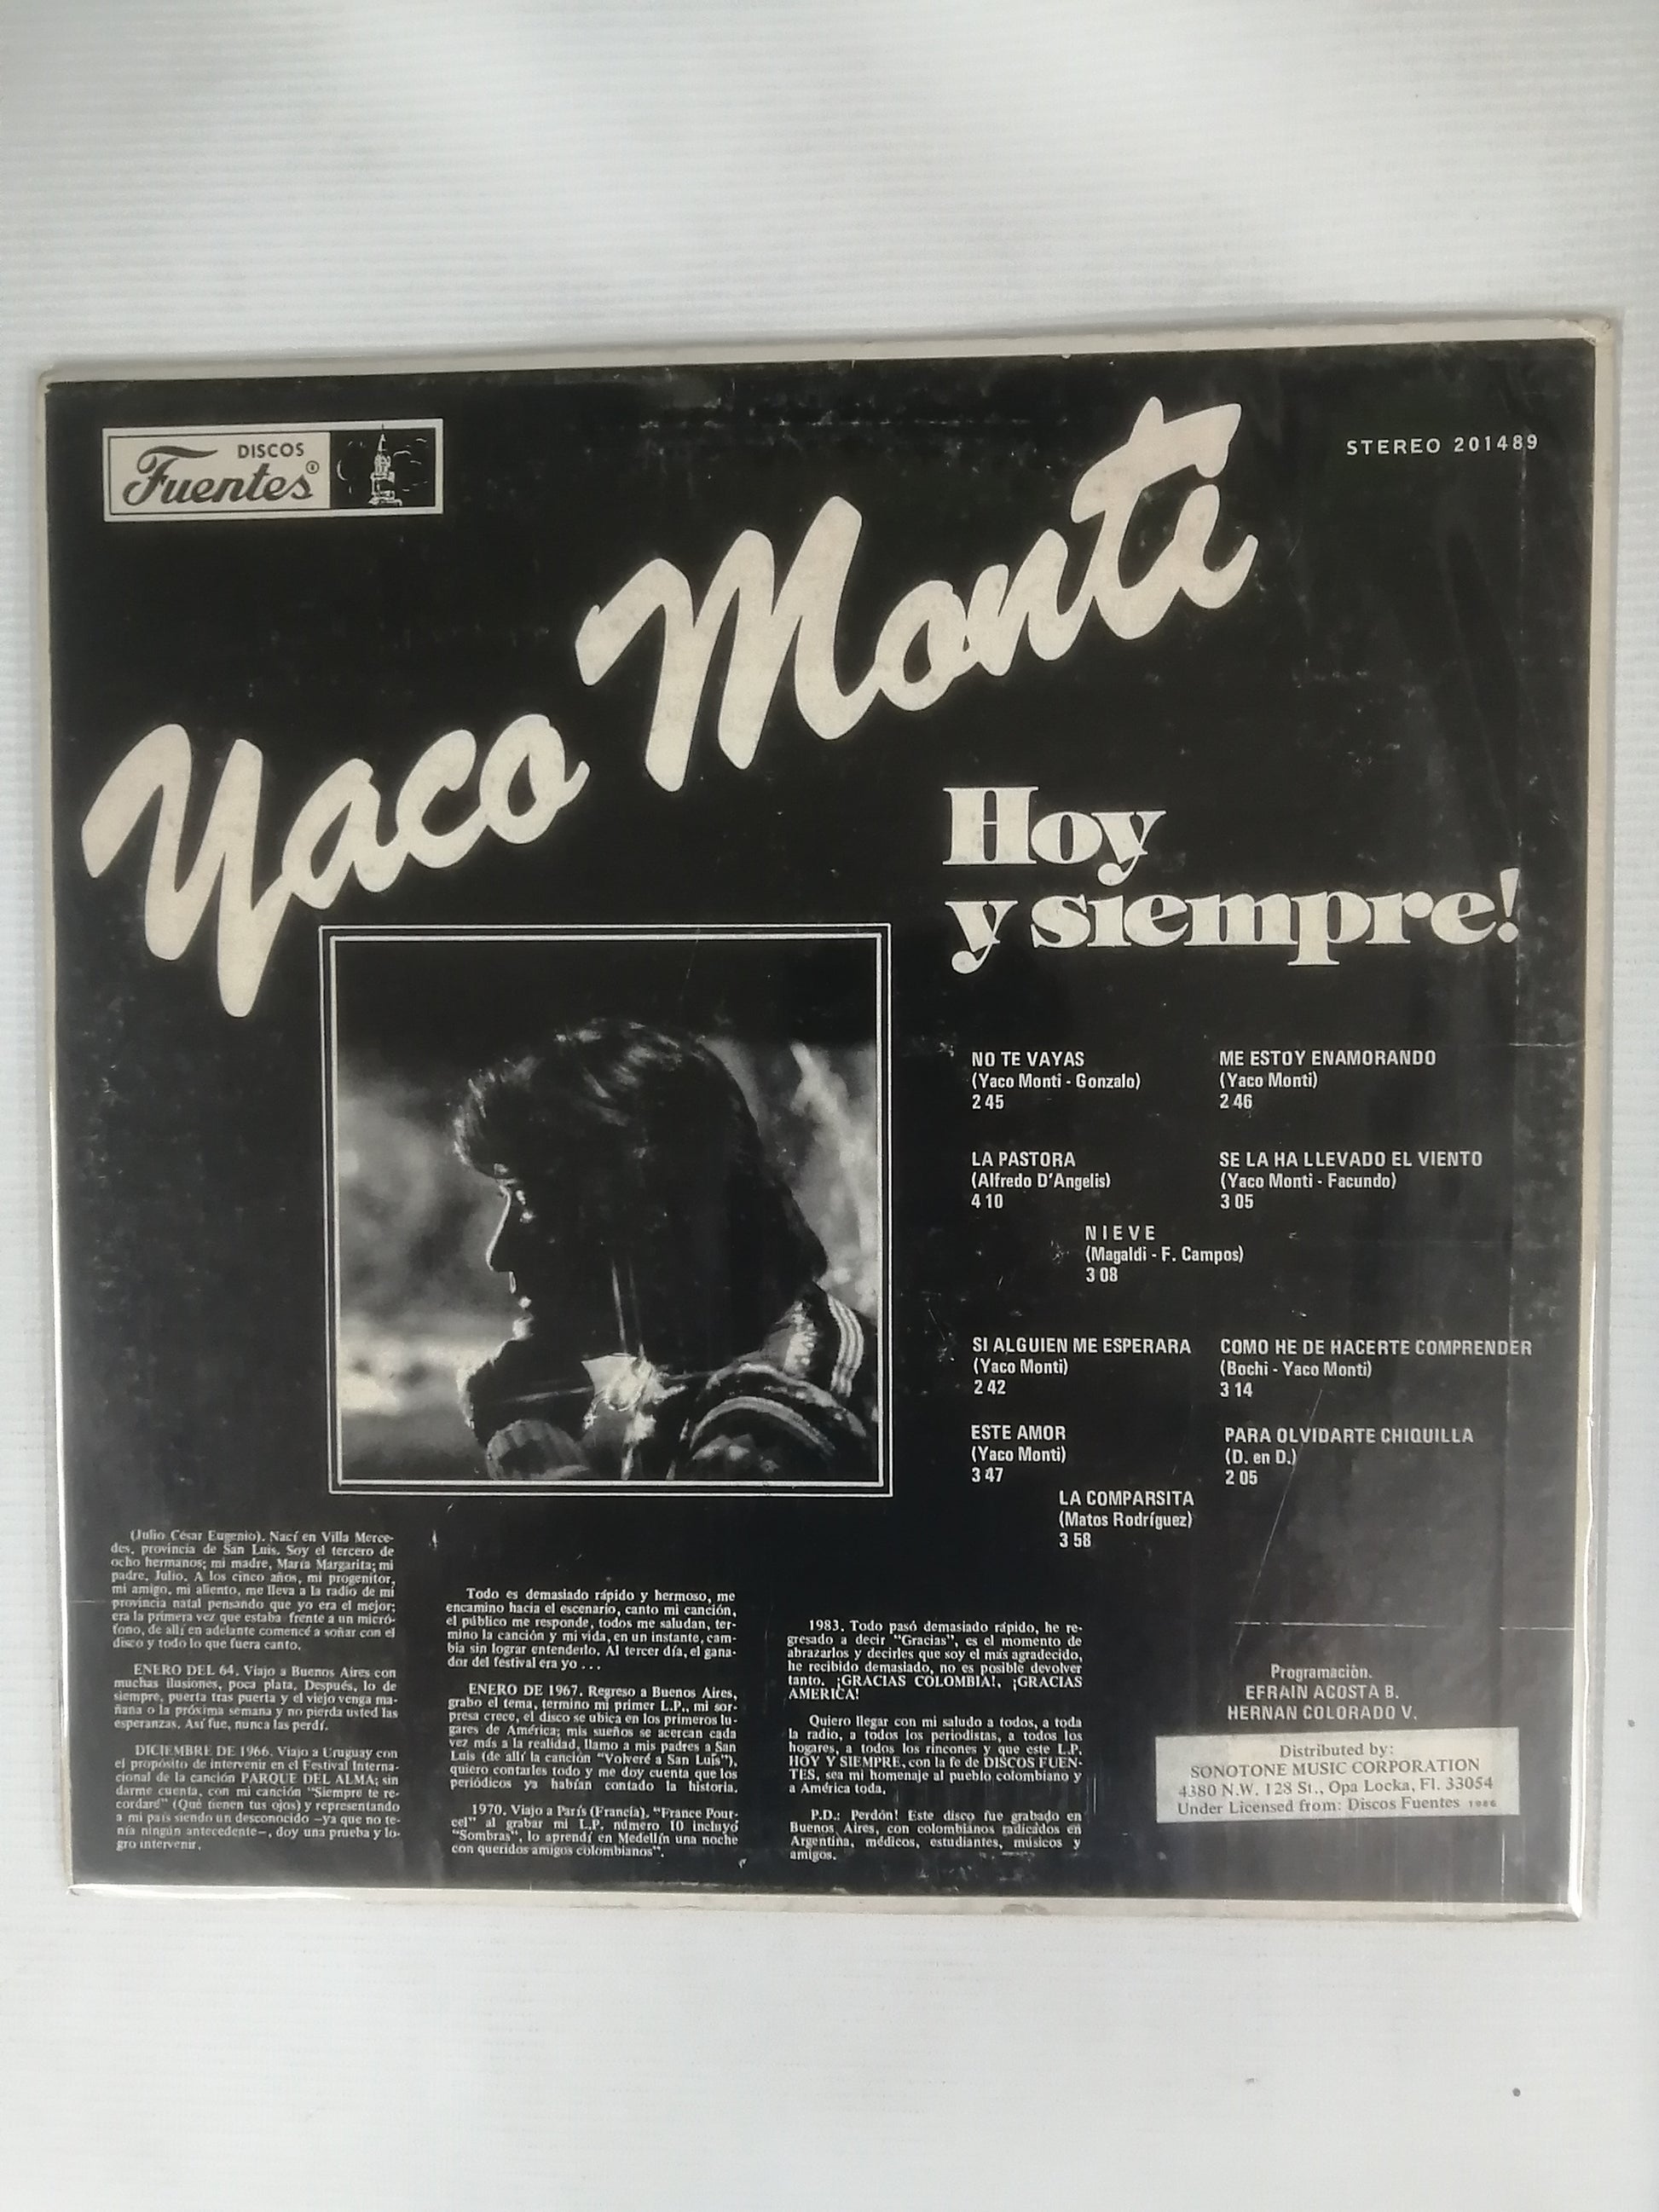 DISCOS
Fuentes®
STEREO 201489
Yaco Monti
Hoy
y siempre!
NO TE VAYAS
(Yaco Monti - Gonzalo)
2 45
ME ESTOY ENAMORANDO
(Yaco Monti)
2 46
LA PASTORA
(Alfredo D'Angelis)
4 10
SE LA HA LLEVADO EL VIENTO
(Yaco Monti - Facundo)
3 05
NIEVE
(Magaldi - F. Campos)
3 08
SI ALGUIEN ME ESPERARA
(Yaco Monti)
2 42
COMO HE DE HACERTE COMPRENDER
(Bochi - Yaco Monti)
3 14
ESTE AMOR
(Yaco Monti)
3 47
PARA OLVIDARTE CHIQUILLA
(D. en D.)
2 05
LA COMPARSITA
(Matos Rodríguez)
3 58
(Julio César Eugenio). Nací en Villa Merce-
des, provincia de San Luis. Soy el tercero de
ocho hermanos; mi madre, María Margarita; mi
padre, Julio. A los cinco años, mi progenitor,
mi amigo, mi aliento, me lleva a la radio de mi
provincia natal pensando que yo era el mejor;
era la primera vez que estaba frente a un micró-
fono, de allí en adelante comencé a soñar con el
disco y todo lo que fuera canto.
ENERO DEL 64. Viajo a Buenos Aires con
muchas ilusiones, poca plata. Después, lo de
siempre, puerta tras puerta y el viejo venga ma-
ñana o la próxima semana y no pierda usted las
esperanzas. Así fue, nunca las perdí.
DICIEMBRE DE 1966. Viajo a Uruguay con
el propósito de intervenir en el Festival Interna-
cional de la canción PARQUE DEL ALMA; sin
darme cuenta, con mi canción "Siempre te re-
cordaré" (Qué tienen tus ojos) y representando
a mi país siendo un desconocido —ya que no te-
nía ningún antecedente—, doy una prueba y lo-
gro intervenir.
Todo es demasiado rápido y hermoso, me
encamino hacia el escenario, canto mi canción,
el público me responde, todos me saludan, ter-
mino la canción y mi vida, en un instante, cam-
bia sin lograr entenderlo. Al tercer día, el gana-
dor del festival era yo ...
ENERO DE 1967. Regreso a Buenos Aires,
grabo el tema, termino mi primer L.P., mi sor-
presa crece, el disco se ubica en los primeros lu-
gares de América; mis sueños se acercan cada
vez más a la realidad, llamo a mis padres a San
Luis (de allí la canción "Volveré a San Luis"),
quiero contarles todo y me doy cuenta que los
periódicos ya habían contado la historia.
1970. Viajo a París (Francia). "France Pour-
cel" al grabar mi L.P. número 10 incluyó
"Sombras", lo aprendí en Medellín una noche
con queridos amigos colombianos".
1983. Todo pasó demasiado rápido, he re-
gresado a decir "Gracias", es el momento de
abrazarlos y decirles que soy el más agradecido,
he recibido demasiado, no es posible devolver
tanto. ¡GRACIAS COLOMBIA!, ¡GRACIAS
AMERICA!
Quiero llegar con mi saludo a todos, a toda
la radio, a todos los periodistas, a todos los
hogares, a todos los rincones y que este L.P.
HOY Y SIEMPRE, con la fe de DISCOS FUEN-
TES, sea mi homenaje al pueblo colombiano y
a América toda.
P.D.: Perdón! Este disco fue grabado en
Buenos Aires, con colombianos radicados en
Argentina, médicos, estudiantes, músicos y
amigos.
Programación.
EFRAIN ACOSTA B.
HERNAN COLORADO V.
Distributed by:
SONOTONE MUSIC CORPORATION
4380 N.W. 128 St., Opa Locka, Fl. 33054
Under Licensed from: Discos Fuentes 1986